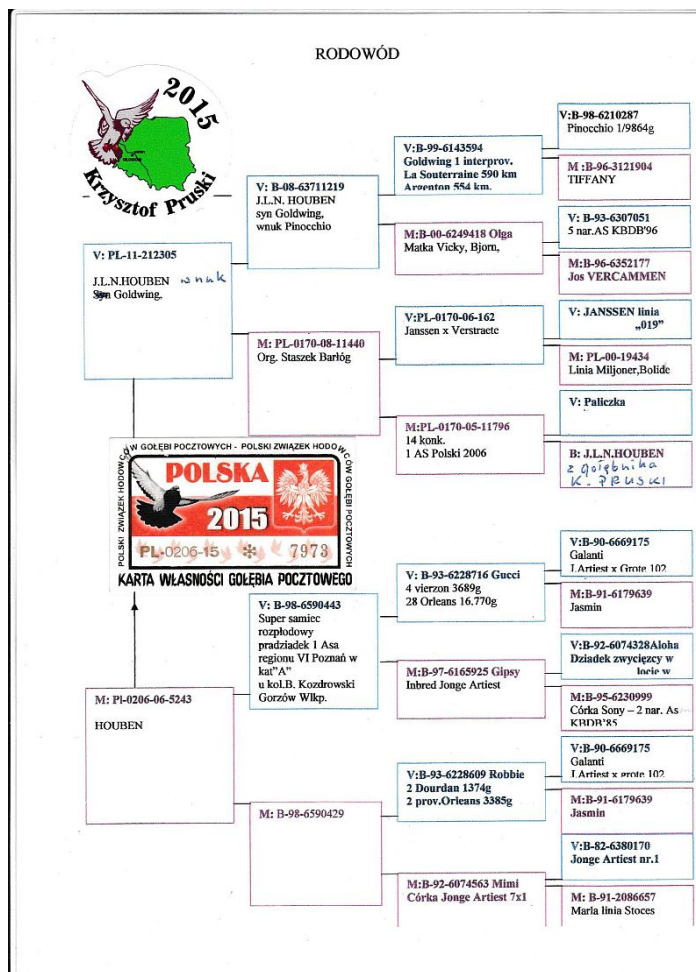 RODOWÓD
2015
Krzysztof Pruski
V: PL-11-212305
J.L.N.HOUBEN wnuk
Syn Goldwing,
M: Pl-0206-06-5243
HOUBEN
V: B-08-63711219
J.L.N. HOUBEN
syn Goldwing,
wnuk Pinocchio
M: PL-0170-08-11440
Org. Staszek Barłóg
POLSKI ZWIĄZEK HODOWCÓW GOŁĘBI POCZTOWYCH - POLSKI ZWIĄZEK HODOWCÓW GOŁĘBI POCZTOWYCH
POLSKA
2015
PL-0206-15 * 7973
KARTA WŁASNOŚCI GOŁĘBIA POCZTOWEGO
V: B-98-6590443
Super samiec
rozpłodowy
pradziadek 1 Asa
regionu VI Poznań w
kat"A"
u kol.B. Kozdrowski
Gorzów Wlkp.
M: B-98-6590429
V:B-99-6143594
Goldwing 1 interprov.
La Souterraine 590 km
Argenton 554 km.
M:B-00-6249418 Olga
Matka Vicky, Bjorn,
V:PL-0170-06-162
Janssen x Verstraete
M:PL-0170-05-11796
14 konk.
1 AS Polski 2006
V: B-93-6228716 Gucci
4 vierzon 3689g
28 Orleans 16.770g
M:B-97-6165925 Gipsy
Inbred Jonge Artiest
V:B-93-6228609 Robbie
2 Dourdan 1374g
2 prov.Orleans 3385g
M:B-92-6074563 Mimi
Córka Jonge Artiest 7x1
V:B-98-6210287
Pinocchio 1/9864g
M :B-96-3121904
TIFFANY
V: B-93-6307051
5 nar.AS KBDB'96
M:B-96-6352177
Jos VERCAMMEN
V: JANSSEN linia
„019”
M: PL-00-19434
Linia Miljoner,Bolide
V: Paliczka
B: J.L.N.HOUBEN
z gołębnika
K. PRUSKI
V:B-90-6669175
Galanti
l.Artiest x Grote 102
M:B-91-6179639
Jasmin
V:B-92-6074328Aloha
Dziadek zwycięzcy w
locie w
M:B-95-6230999
Córka Sony – 2 nar. As
KBDB'85
V:B-90-6669175
Galanti
l.Artiest x grote 102
M:B-91-6179639
Jasmin
V:B-82-6380170
Jonge Artiest nr.1
M: B-91-2086657
Marla linia Stoces